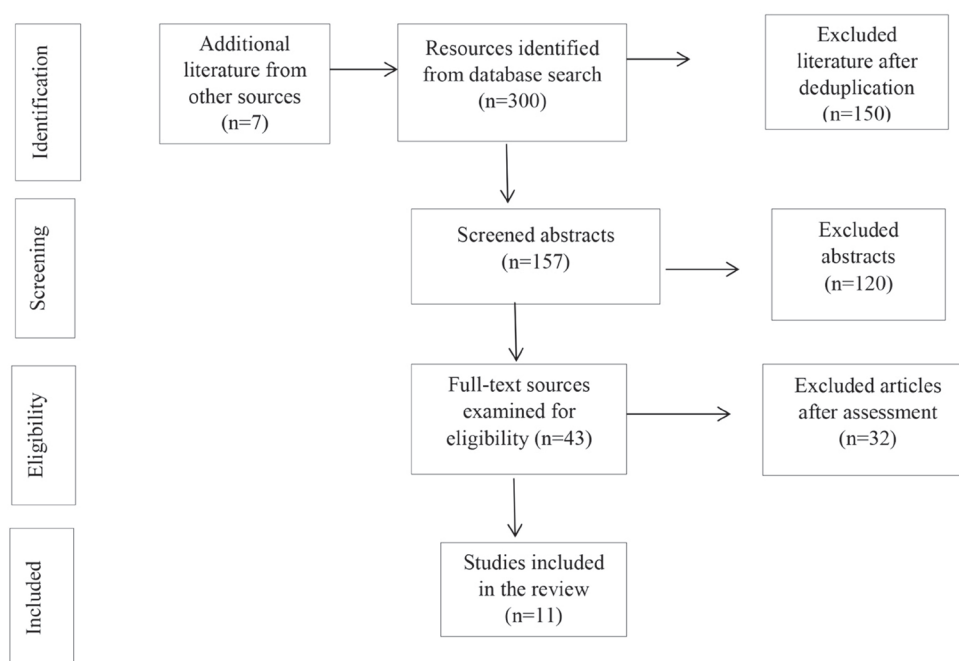 Identification
Additional
literature from
other sources
(n=7)
Resources identified
from database search
(n=300)
Excluded
literature after
deduplication
(n=150)
Screening
Screened abstracts
(n=157)
Excluded
abstracts
(n=120)
Eligibility
Full-text sources
examined for
eligibility (n=43)
Excluded articles
after assessment
(n=32)
Included
Studies included
in the review
(n=11)